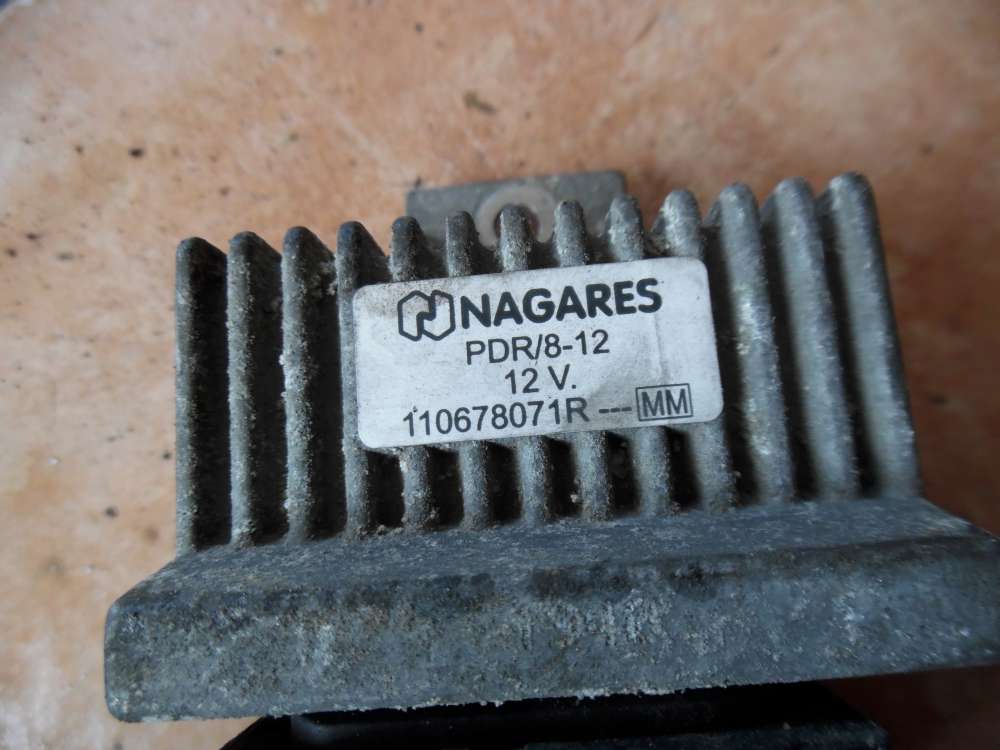 NAGARES
PDR/8-12
12 V.
110678071R --- MM